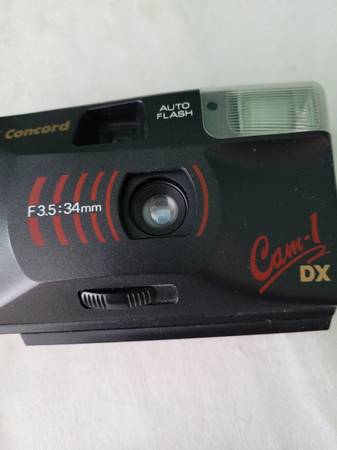 Concord
AUTO
FLASH
F3.5:34mm
Cam-1
DX